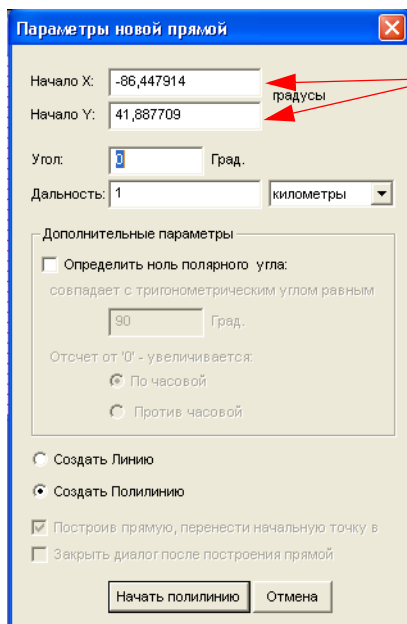 Параметры новой прямой
Начало X: -86,447914
градусы
Начало Y: 41,887709
Угол: 0 Град.
Дальность: 1 километры
Дополнительные параметры
Определить ноль полярного угла:
совпадает с тригонометрическим углом равным
90 Град.
Отсчет от '0' - увеличивается:
По часовой
Против часовой
Создать Линию
Создать Полилинию
Построив прямую, перенести начальную точку в
Закрыть диалог после построения прямой
Начать полилинию Отмена